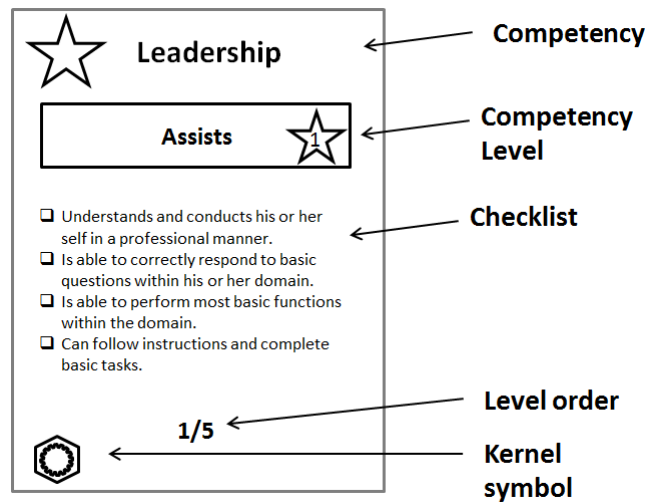 Leadership
Competency
Assists
1
Competency
Level
❑ Understands and conducts his or her
self in a professional manner.
❑ Is able to correctly respond to basic
questions within his or her domain.
❑ Is able to perform most basic functions
within the domain.
❑ Can follow instructions and complete
basic tasks.
Checklist
1/5
Level order
Kernel
symbol